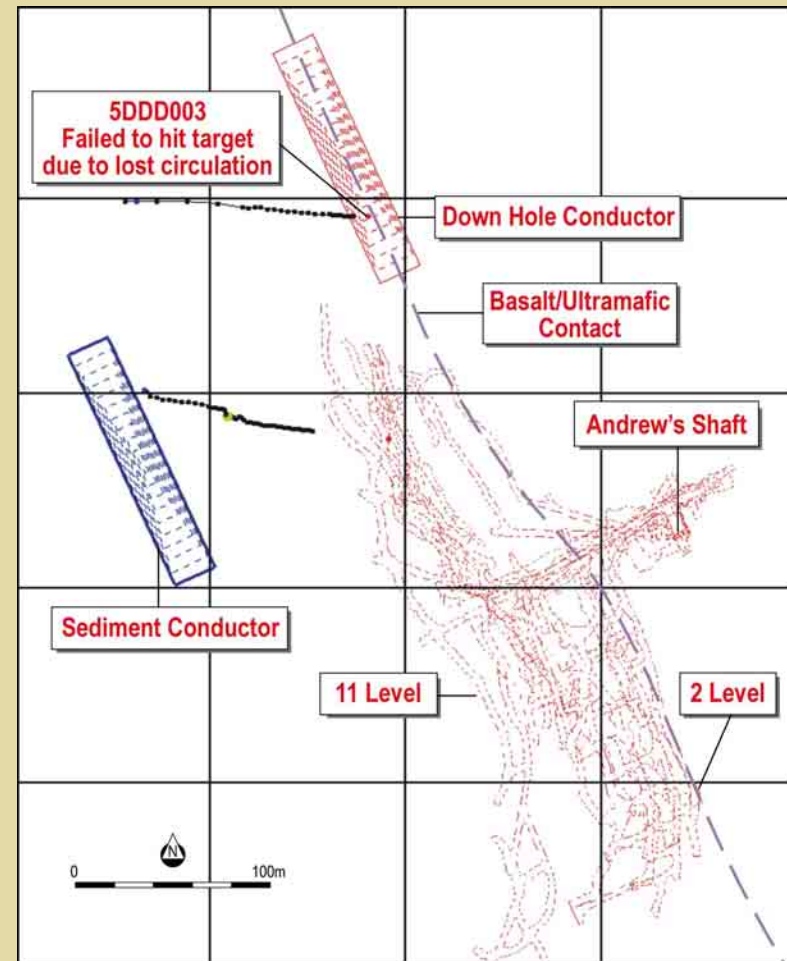 5DDD003
Failed to hit target
due to lost circulation
Down Hole Conductor
Basalt/Ultramafic
Contact
Andrew's Shaft
Sediment Conductor
11 Level
2 Level
N
0
100m